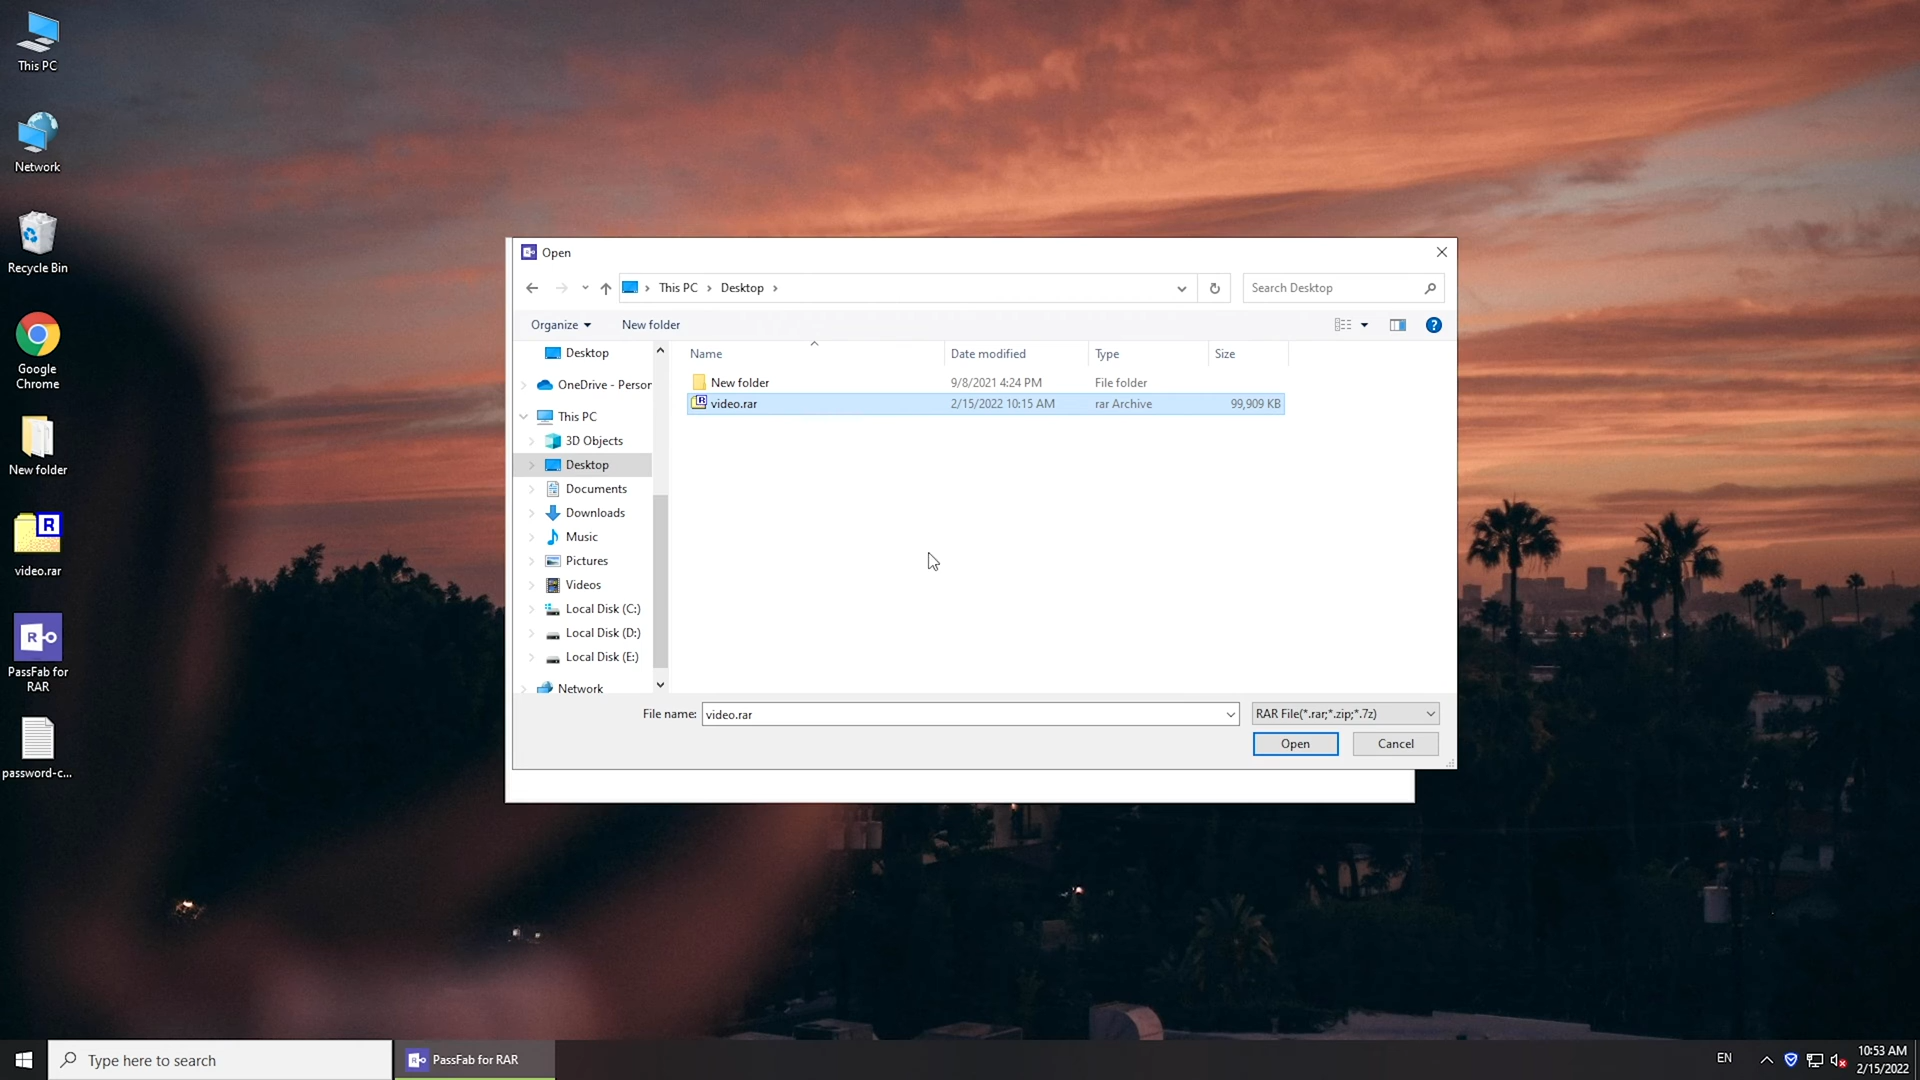 This PC
Network
Recycle Bin
Google
Chrome
New folder
R
video.rar
R
PassFab for
RAR
password-c...
Open
This PC
Desktop
Search Desktop
Organize
New folder
?
Desktop
OneDrive - Person
This PC
3D Objects
Desktop
Documents
Downloads
Music
Pictures
Videos
Local Disk (C:)
Local Disk (D:)
Local Disk (E:)
Network
Name Date modified Type Size
New folder 9/8/2021 4:24 PM File folder
video.rar 2/15/2022 10:15 AM rar Archive 99,909 KB
File name: video.rar RAR File(*.rar;*.zip;*.7z)
Open Cancel
Type here to search
PassFab for RAR
EN
10:53 AM
2/15/2022